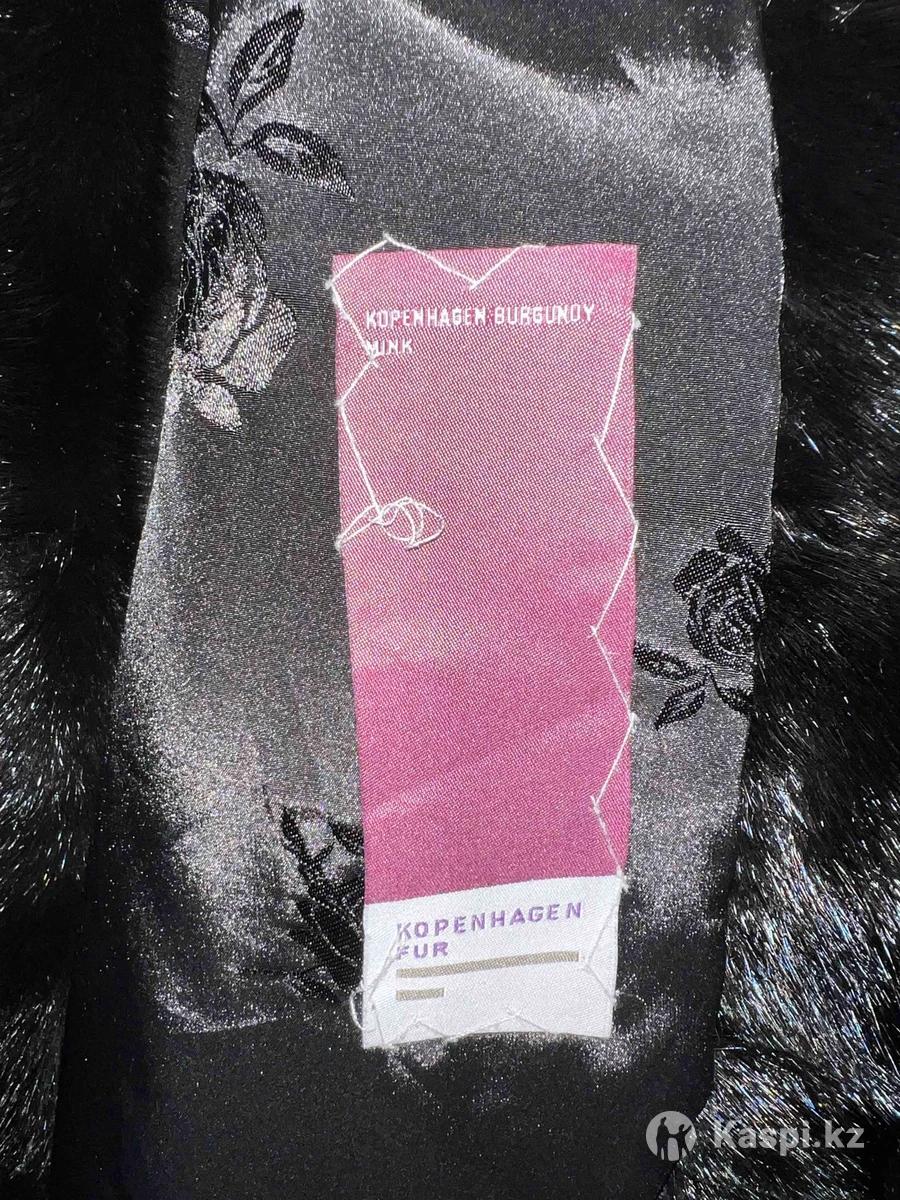 KOPENHAGEN BURGUNDY
MINK
KOPENHAGEN
FUR
Kaspi.kz